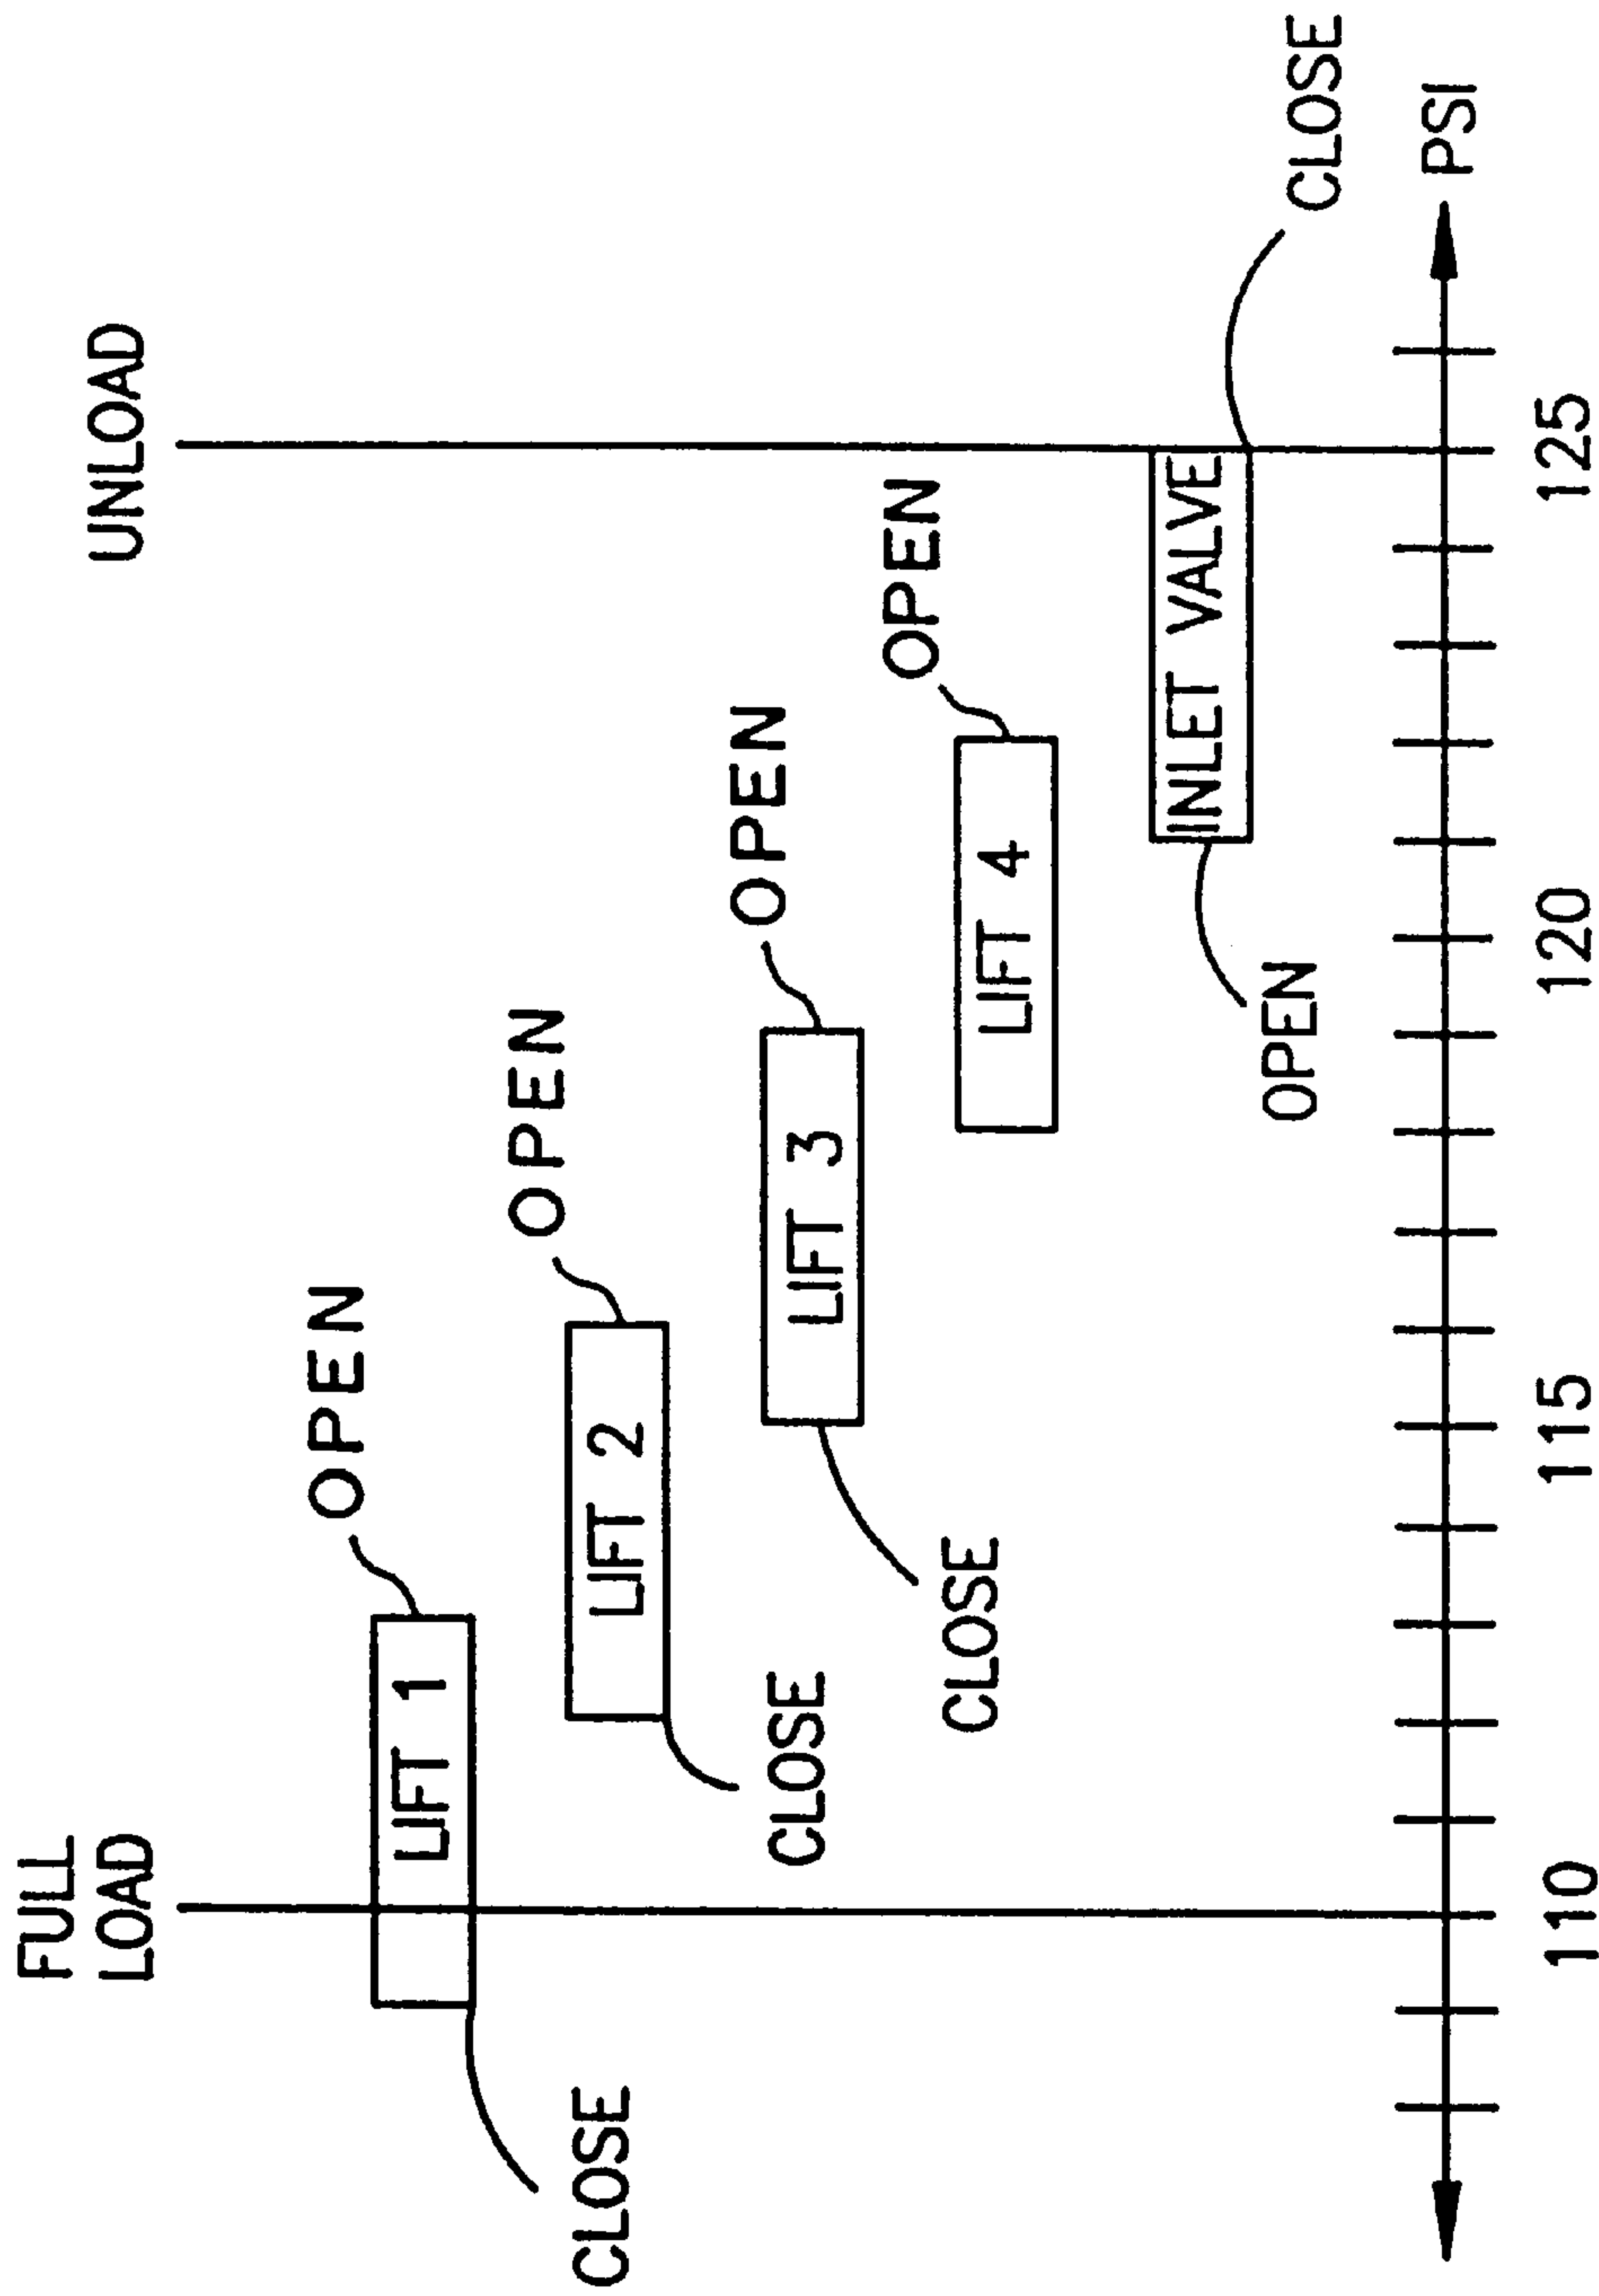 FULL
LOAD
UNLOAD
OPEN
LIFT 1
CLOSE
OPEN
LIFT 2
CLOSE
OPEN
LIFT 3
CLOSE
OPEN
LIFT 4
INLET VALVE
OPEN
CLOSE
PSI
110
115
120
125